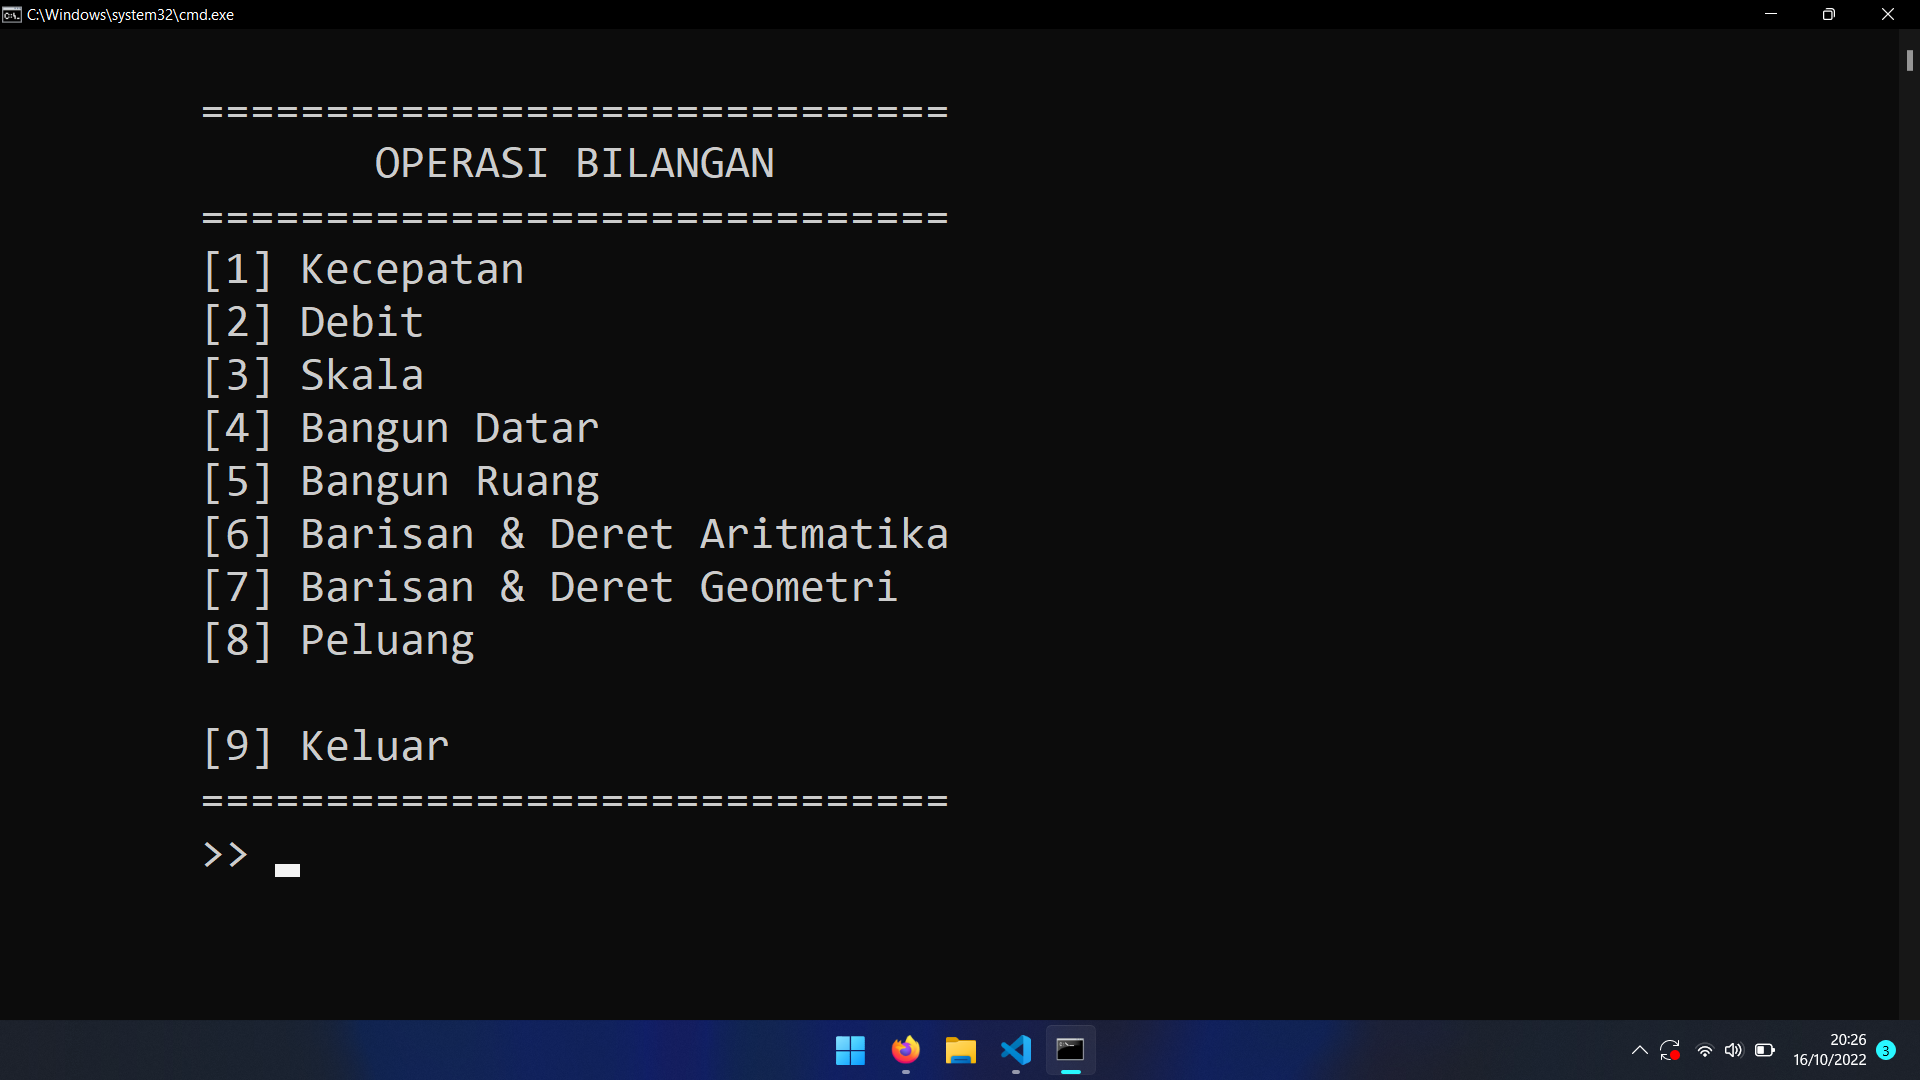 C:\Windows\system32\cmd.exe
==============================
OPERASI BILANGAN
==============================
[1] Kecepatan
[2] Debit
[3] Skala
[4] Bangun Datar
[5] Bangun Ruang
[6] Barisan & Deret Aritmatika
[7] Barisan & Deret Geometri
[8] Peluang
[9] Keluar
==============================
>>
20:26
16/10/2022
3